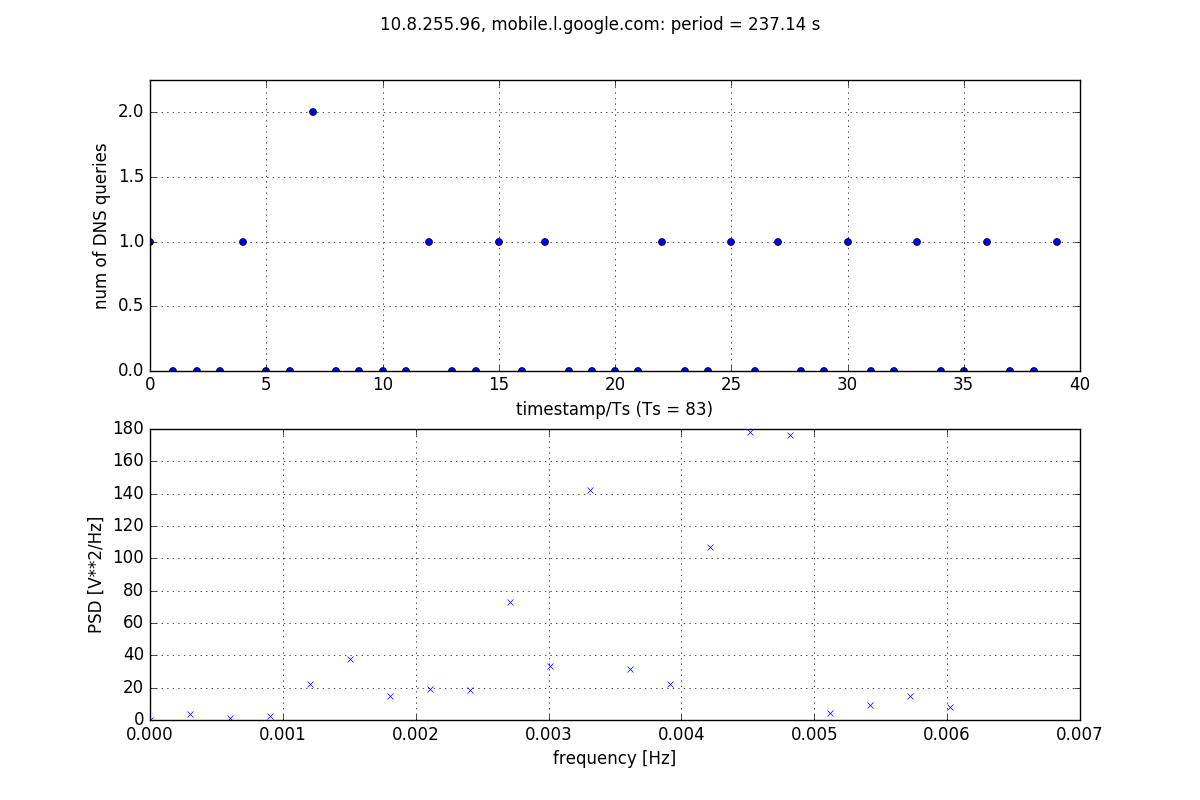 10.8.255.96, mobile.l.google.com: period = 237.14 s
2.0
1.5
1.0
0.5
0.0
num of DNS queries
0 5 10 15 20 25 30 35 40
timestamp/Ts (Ts = 83)
180
160
140
120
100
80
60
40
20
0
PSD [V**2/Hz]
0.000 0.001 0.002 0.003 0.004 0.005 0.006 0.007
frequency [Hz]